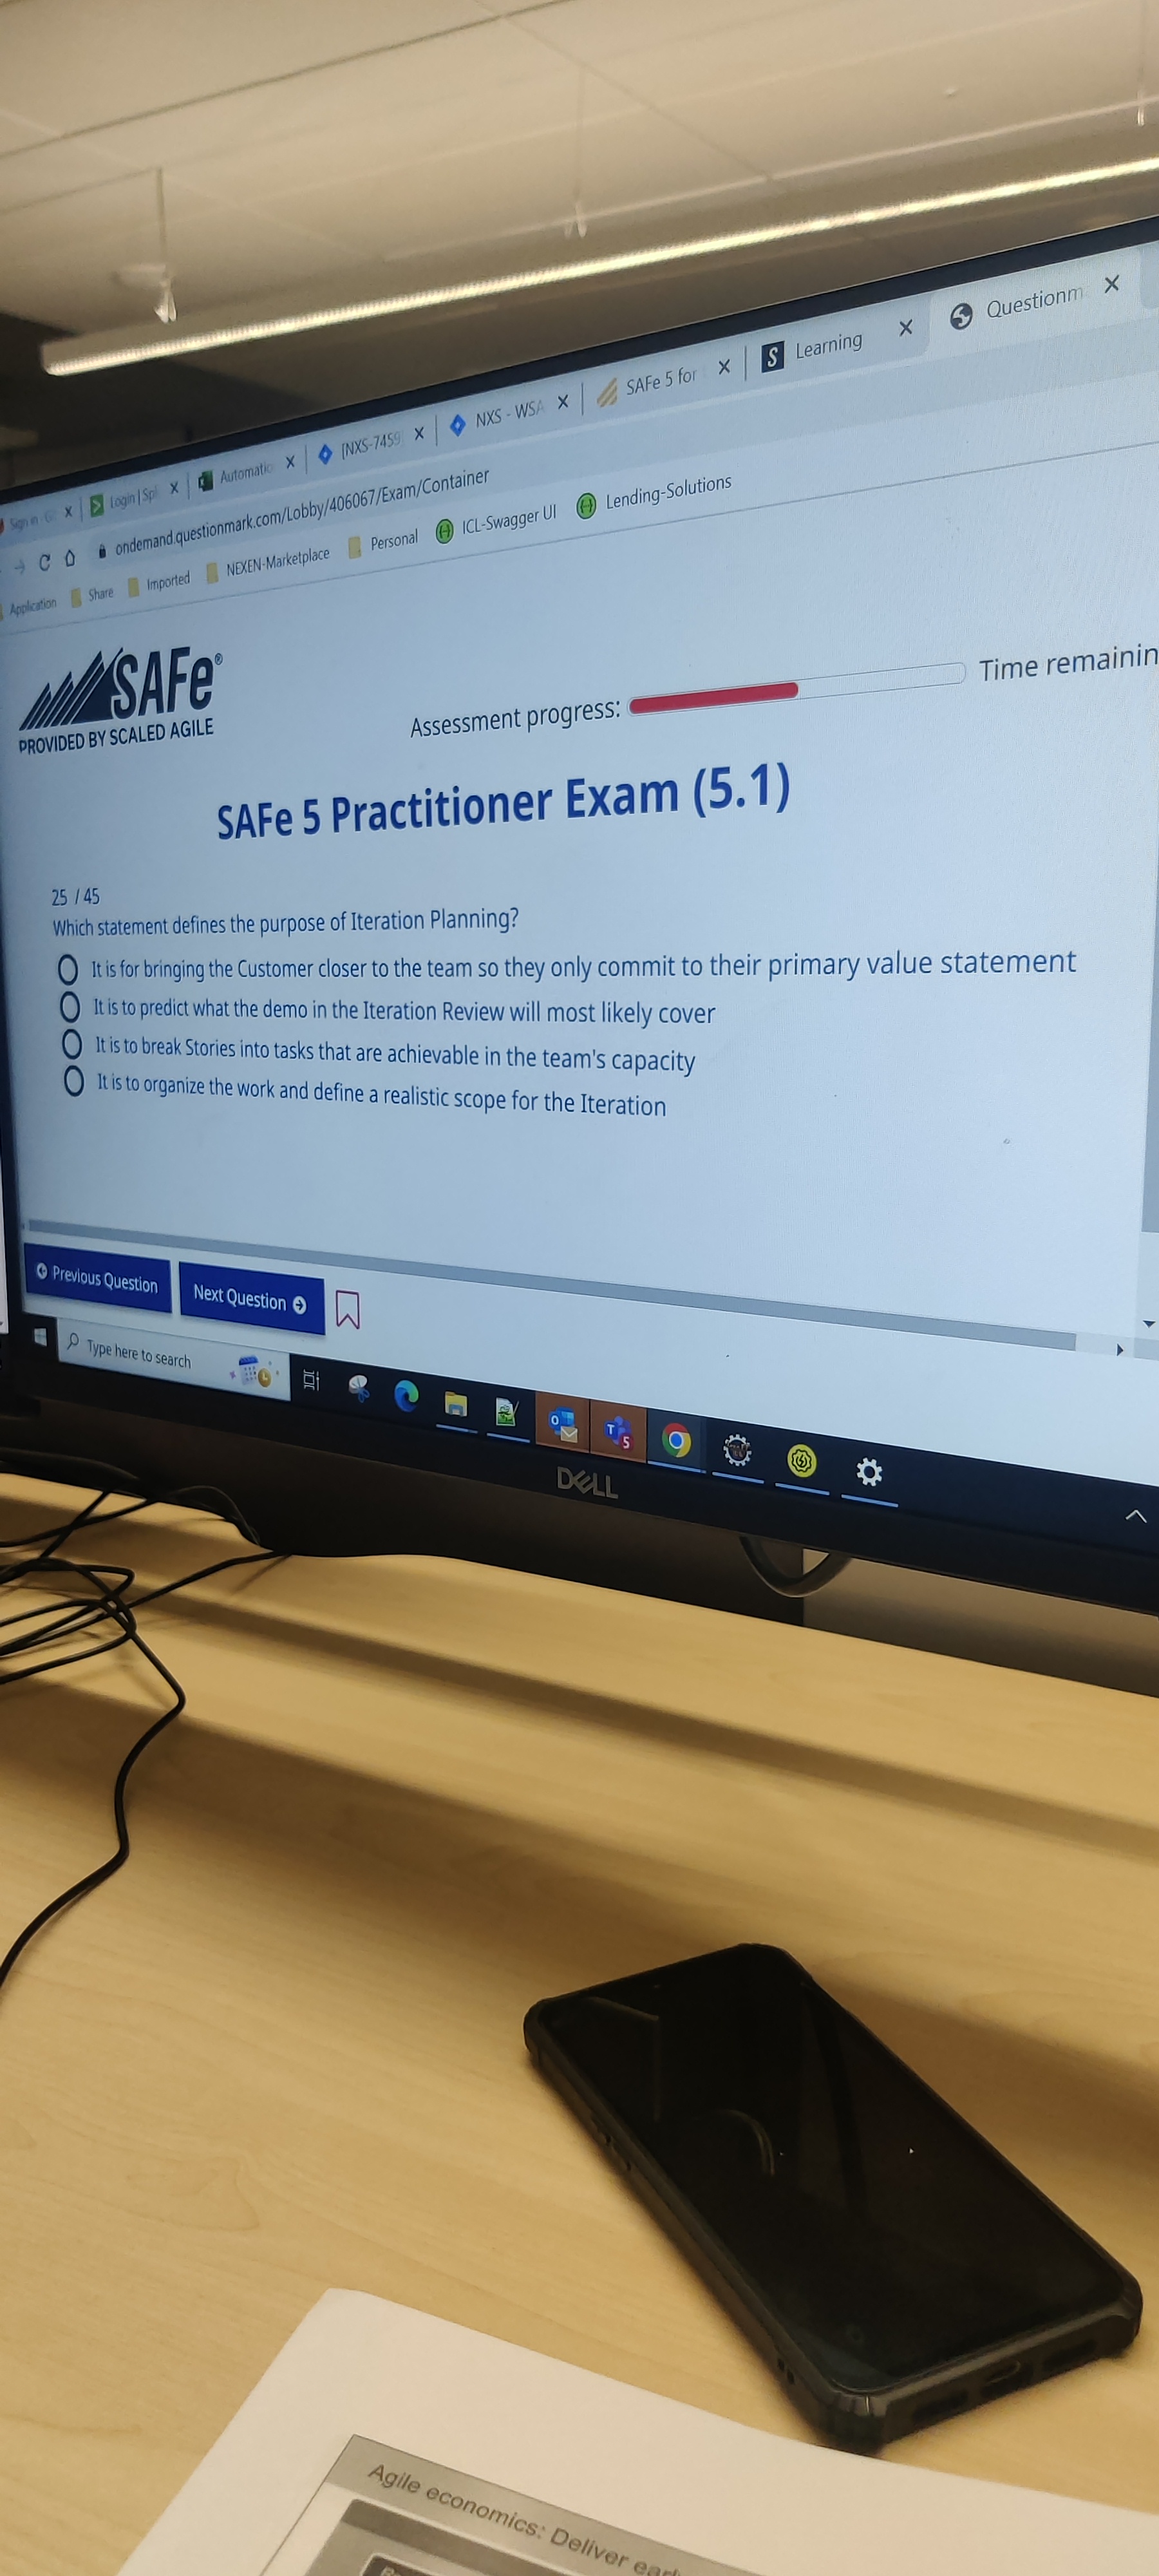 Sign in
Login | Spl
Automatic
[NXS-7459
NXS - WSA
SAFe 5 for
S Learning
Questionm
ondemand.questionmark.com/Lobby/406067/Exam/Container
Application
Share
Imported
NEXEN-Marketplace
Personal
ICL-Swagger UI
Lending-Solutions
SAFe®
PROVIDED BY SCALED AGILE
Assessment progress:
Time remainin
SAFe 5 Practitioner Exam (5.1)
25 / 45
Which statement defines the purpose of Iteration Planning?
It is for bringing the Customer closer to the team so they only commit to their primary value statement
It is to predict what the demo in the Iteration Review will most likely cover
It is to break Stories into tasks that are achievable in the team's capacity
It is to organize the work and define a realistic scope for the Iteration
Previous Question
Next Question
Type here to search
DELL
Agile economics: Deliver early